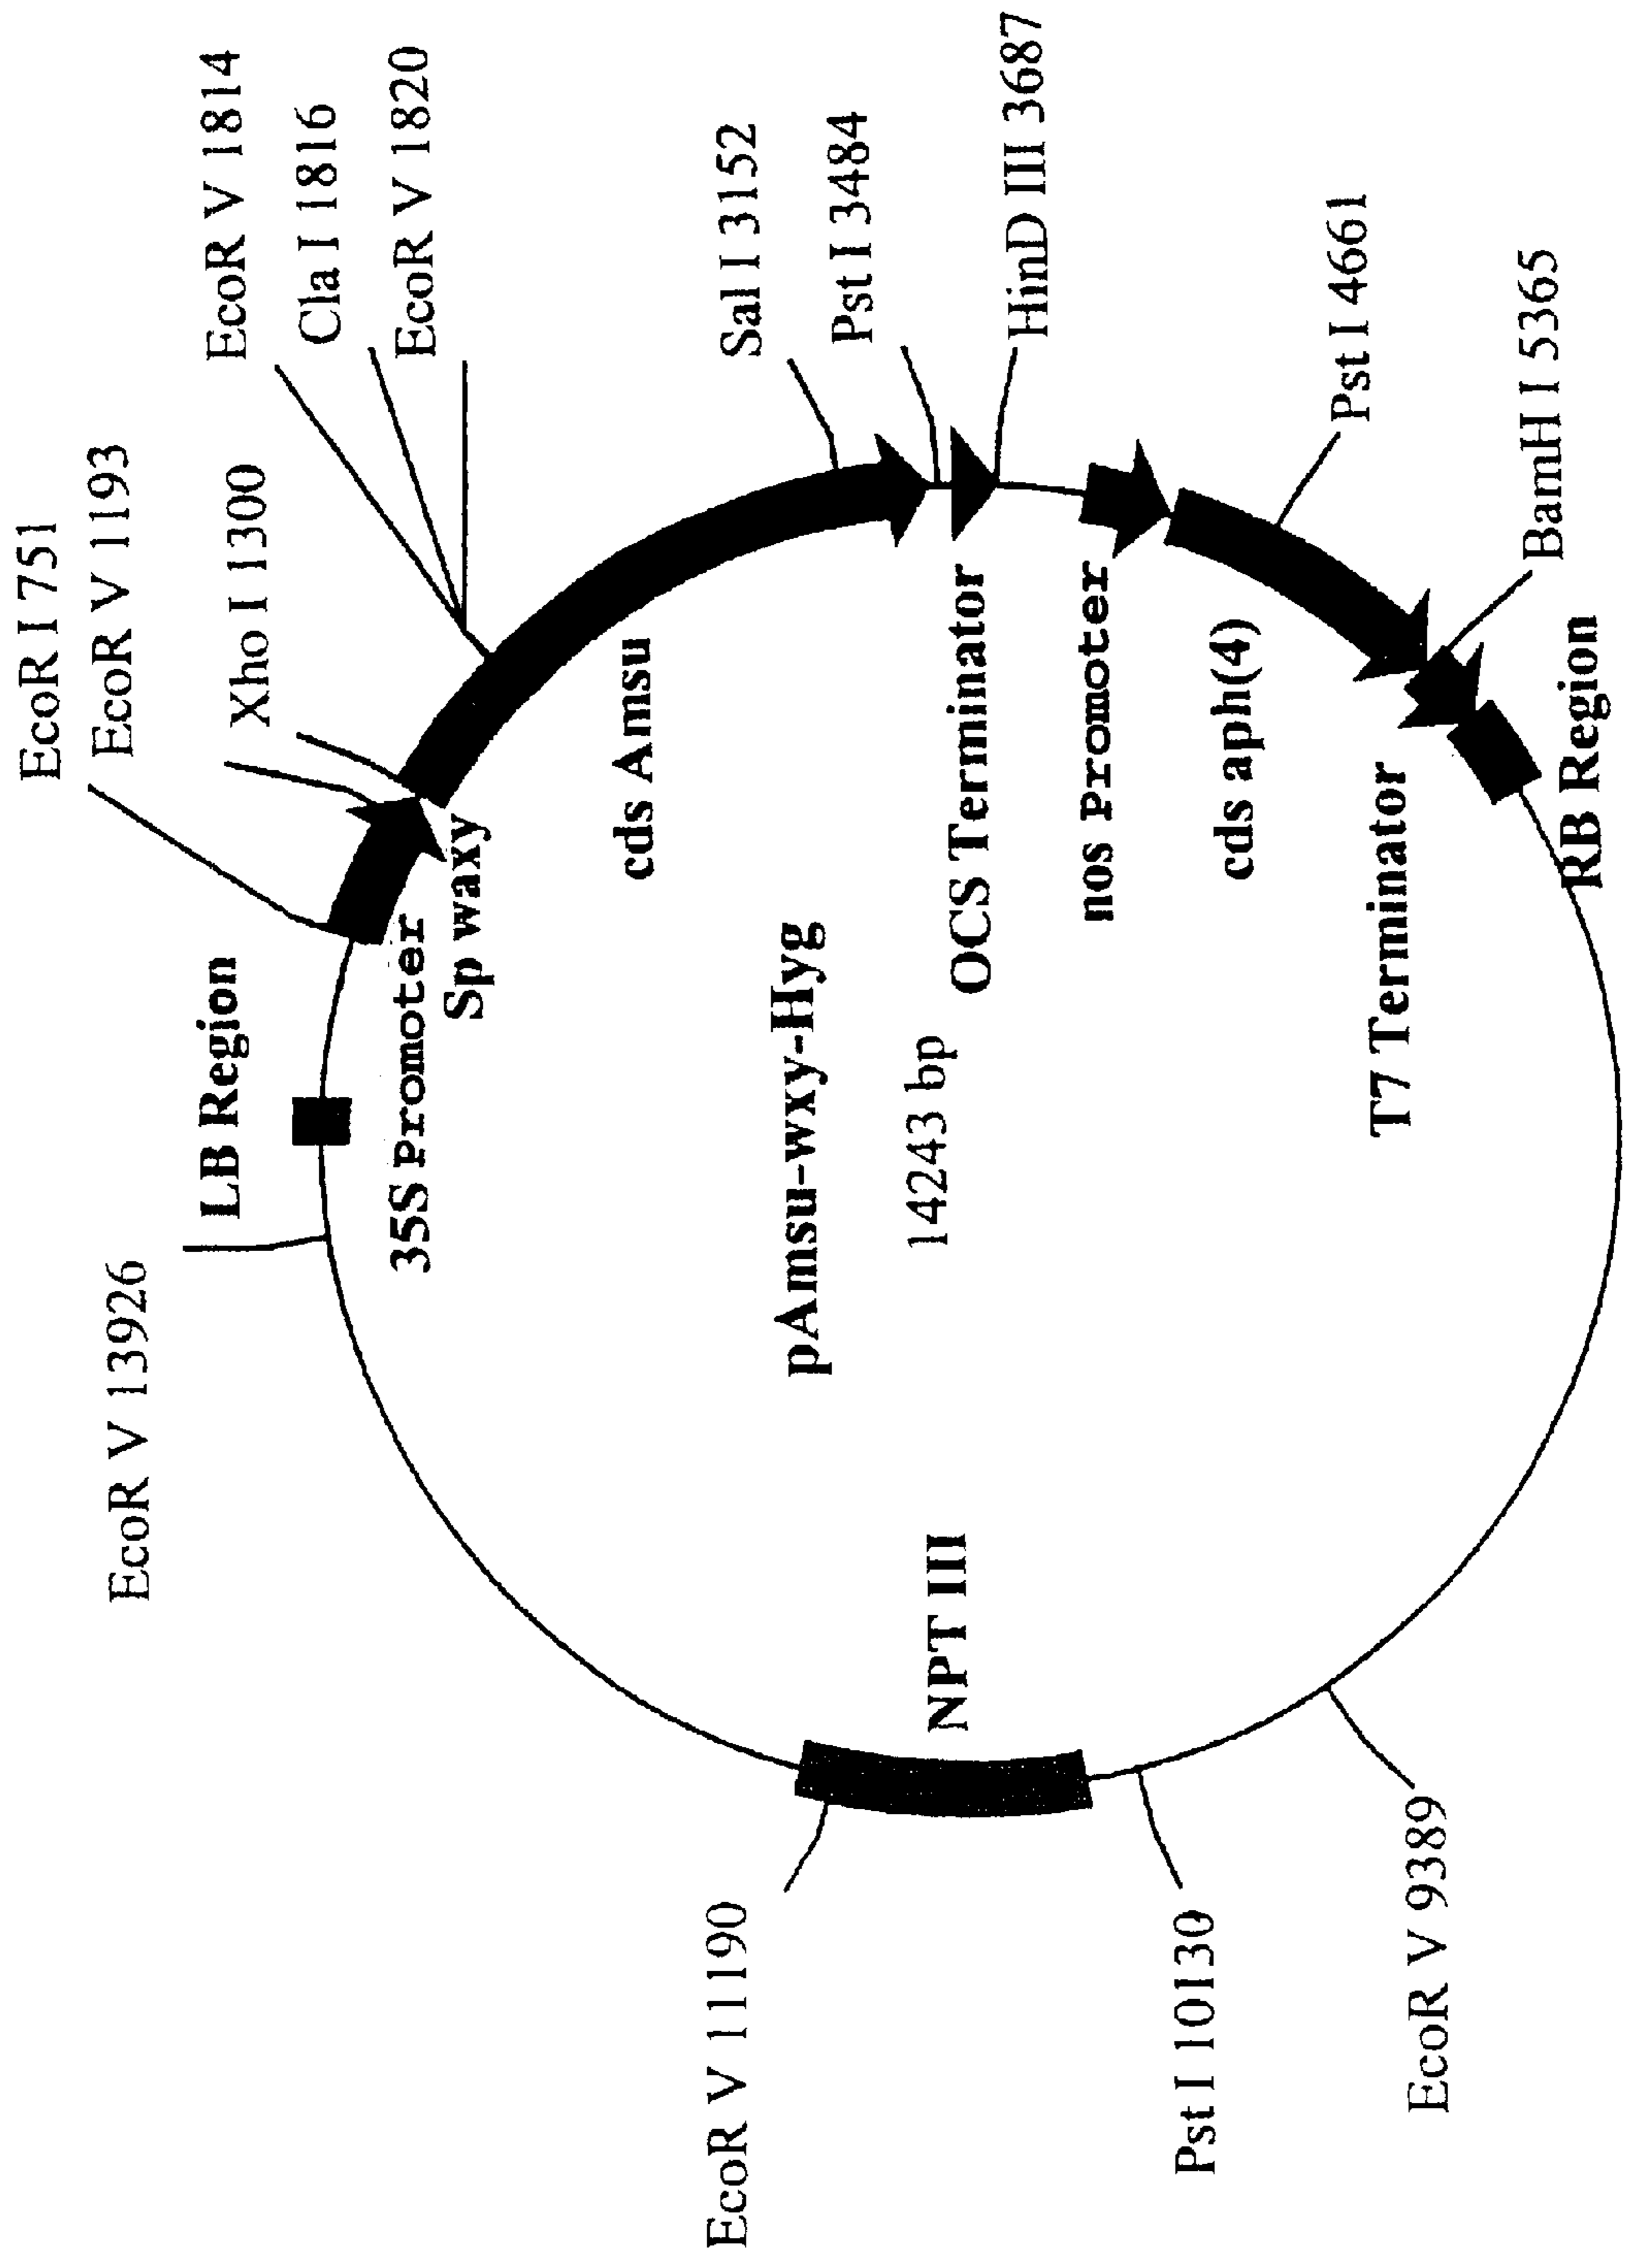 EcoR I 751
EcoR V 1193
Xho I 1300
EcoR V 1814
Cla I 1816
EcoR V 1820
Sal I 3152
Pst I 3484
HinD III 3687
Pst I 4661
BamH I 5365
EcoR V 13926
LB Region
35S Promoter
Sp waxy
cds Amsu
pAmsu-wxy-Hyg
14243 bp
OCS Terminator
nos Promoter
cds aph(4)
T7 Terminator
RB Region
NPT III
EcoR V 11190
Pst I 10130
EcoR V 9389